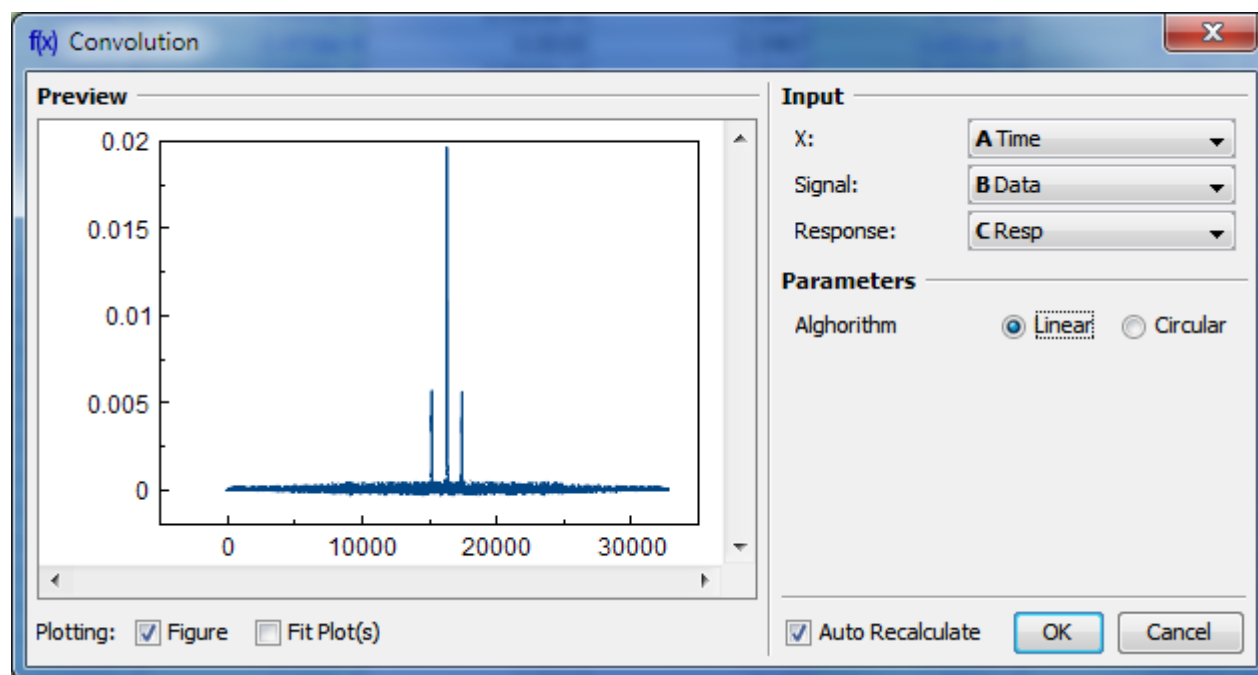 f(x) Convolution
Preview
0.02
0.015
0.01
0.005
0
0 10000 20000 30000
Plotting: Figure Fit Plot(s)
Input
X: A Time
Signal: B Data
Response: C Resp
Parameters
Alghorithm Linear Circular
Auto Recalculate OK Cancel